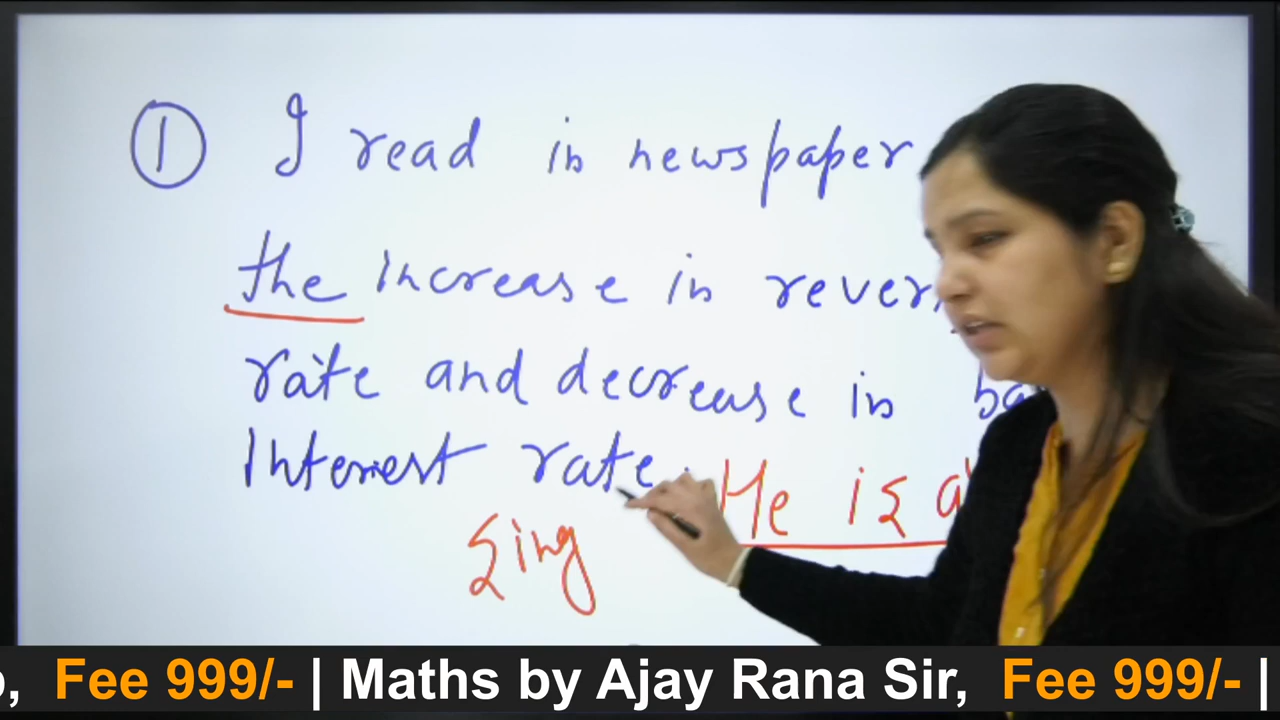 ① I read in newspaper
the increase in rever
rate and decrease in ba
Interest rate. He is a
Sing
Fee 999/- | Maths by Ajay Rana Sir, Fee 999/- |